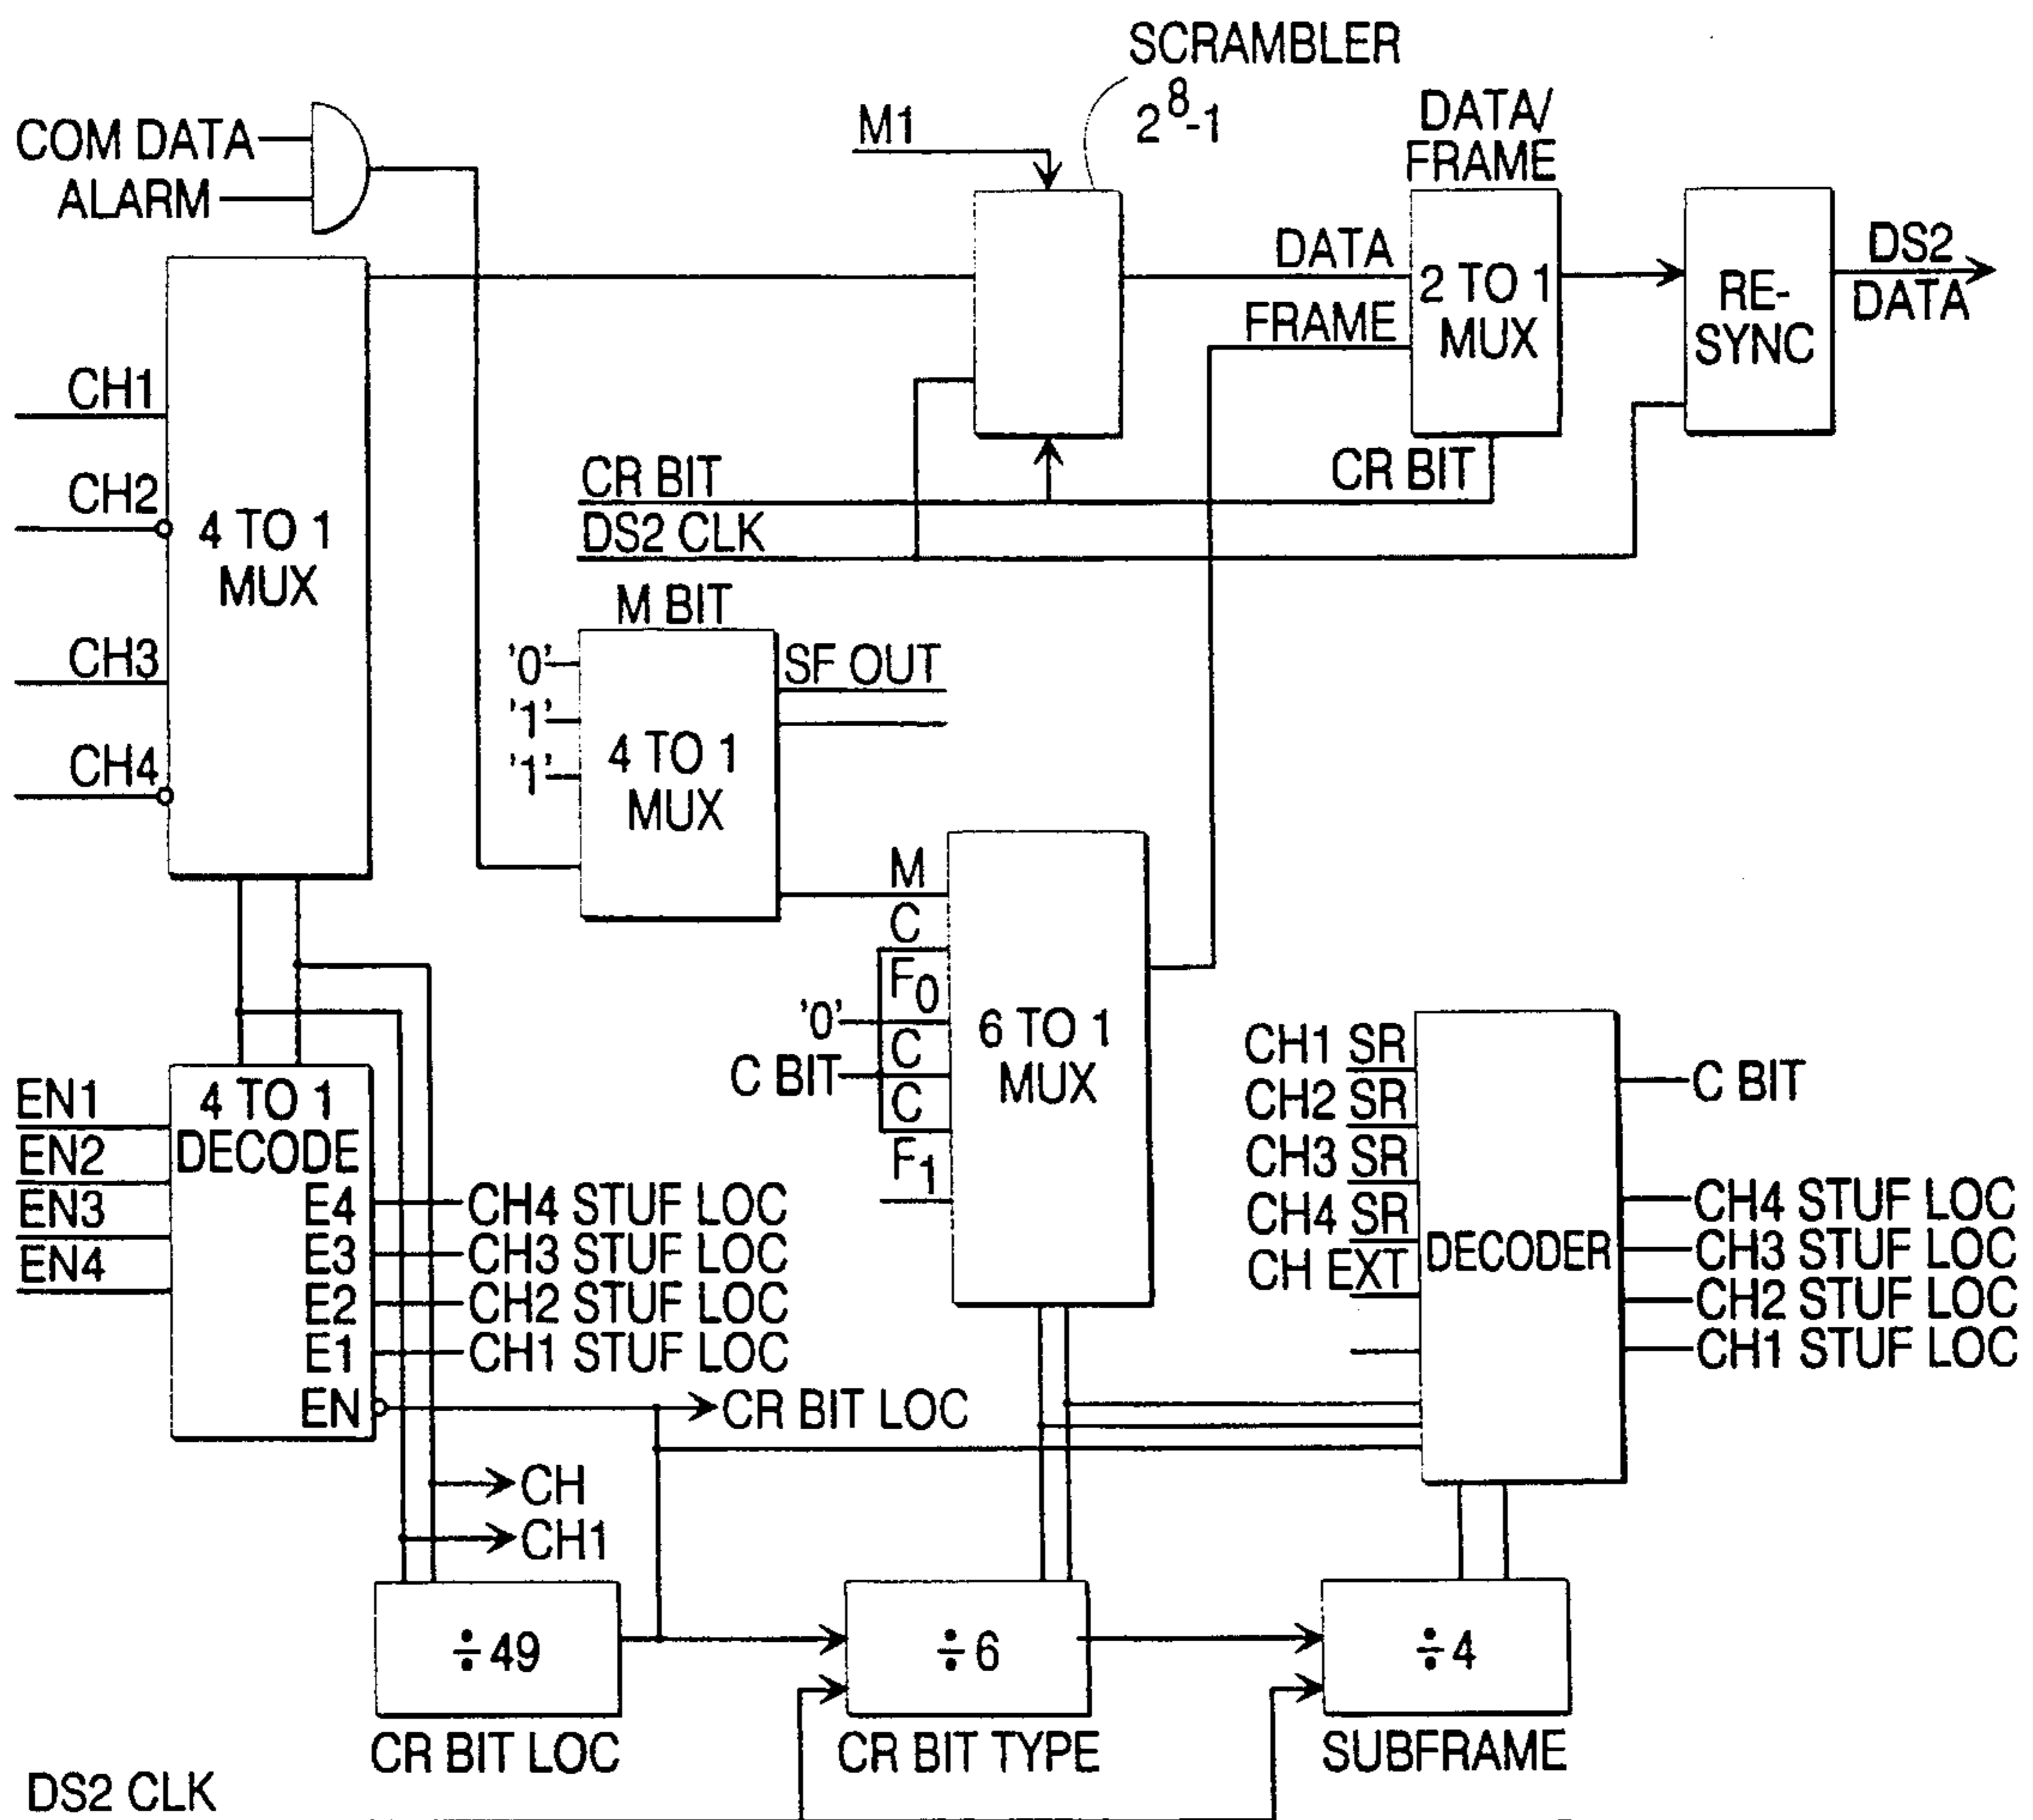 SCRAMBLER
2⁸-1
COM DATA
ALARM
M1
DATA/
FRAME
CH1
CH2
CH3
CH4
4 TO 1
MUX
DATA
FRAME
2 TO 1
MUX
RE-
SYNC
DS2
DATA
CR BIT
CR BIT
DS2 CLK
M BIT
'0'
'1'
'1'
4 TO 1
MUX
SF OUT
M
C
F₀
C
C
F₁
'0'
C BIT
6 TO 1
MUX
EN1
EN2
EN3
EN4
4 TO 1
DECODE
E4
E3
E2
E1
EN
CH4 STUF LOC
CH3 STUF LOC
CH2 STUF LOC
CH1 STUF LOC
CR BIT LOC
CH
CH1
CH1 SR
CH2 SR
CH3 SR
CH4 SR
CH EXT
DECODER
C BIT
CH4 STUF LOC
CH3 STUF LOC
CH2 STUF LOC
CH1 STUF LOC
÷49
CR BIT LOC
÷6
CR BIT TYPE
÷4
SUBFRAME
DS2 CLK